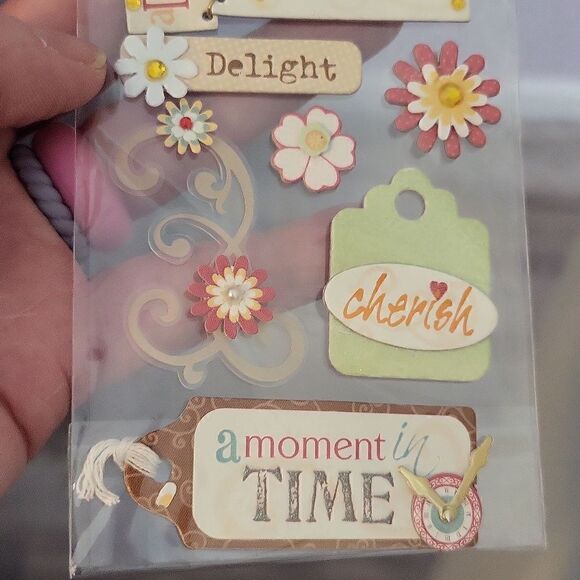 Delight
cherish
a moment in
TIME